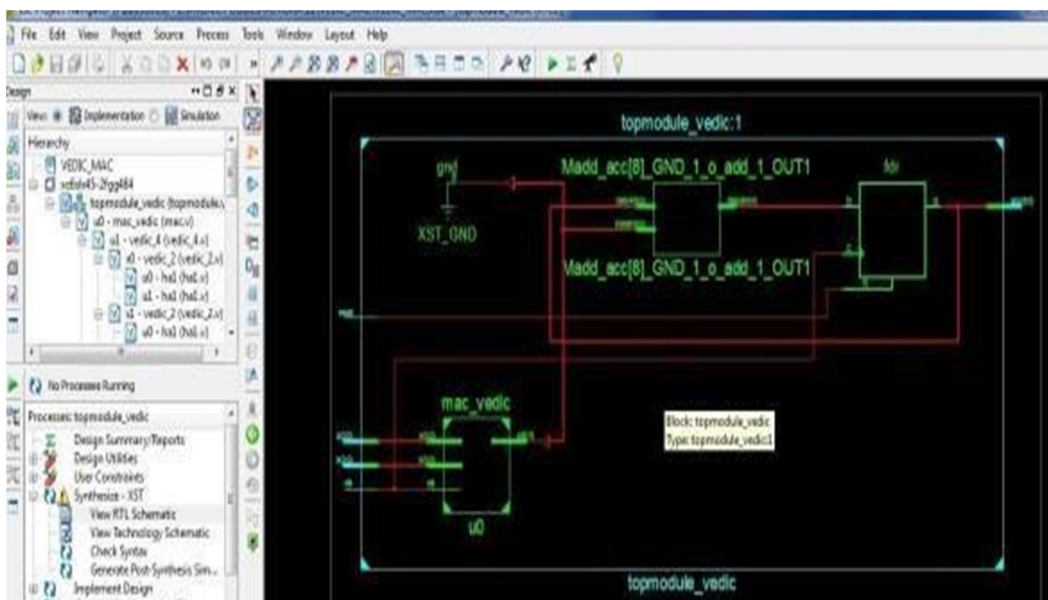 File Edit View Project Source Process Tools Window Layout Help
View: Implementation Simulation
Hierarchy
VEDIC_MAC
topmodule_vedic (topmodule.v
u0 - mac_vedic (mac.v)
u1 - vedic_4 (vedic_4.v)
vedic_2 (vedic_2.v)
u0 - ha1 (ha1.v)
u1 - ha1 (ha1.v)
vedic_2 (vedic_2.v)
u0 - ha1 (ha1.v)
No Processes Running
Processes: topmodule_vedic
Design Summary/Reports
Design Utilities
User Constraints
Synthesize - XST
View RTL Schematic
View Technology Schematic
Check Syntax
Generate Post-Synthesis Sim...
Implement Design
topmodule_vedic:1
gnd
XST_GND
Madd_acc[8]_GND_1_o_add_1_OUT1
fdr
Madd_acc[8]_GND_1_o_add_1_OUT1
mac_vedic
u0
Block: topmodule_vedic
Type: topmodule_vedic:1
topmodule_vedic